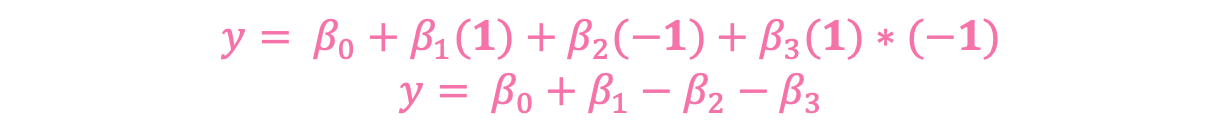 y = β₀ + β₁(1) + β₂(−1) + β₃(1) ∗ (−1)
y = β₀ + β₁ − β₂ − β₃